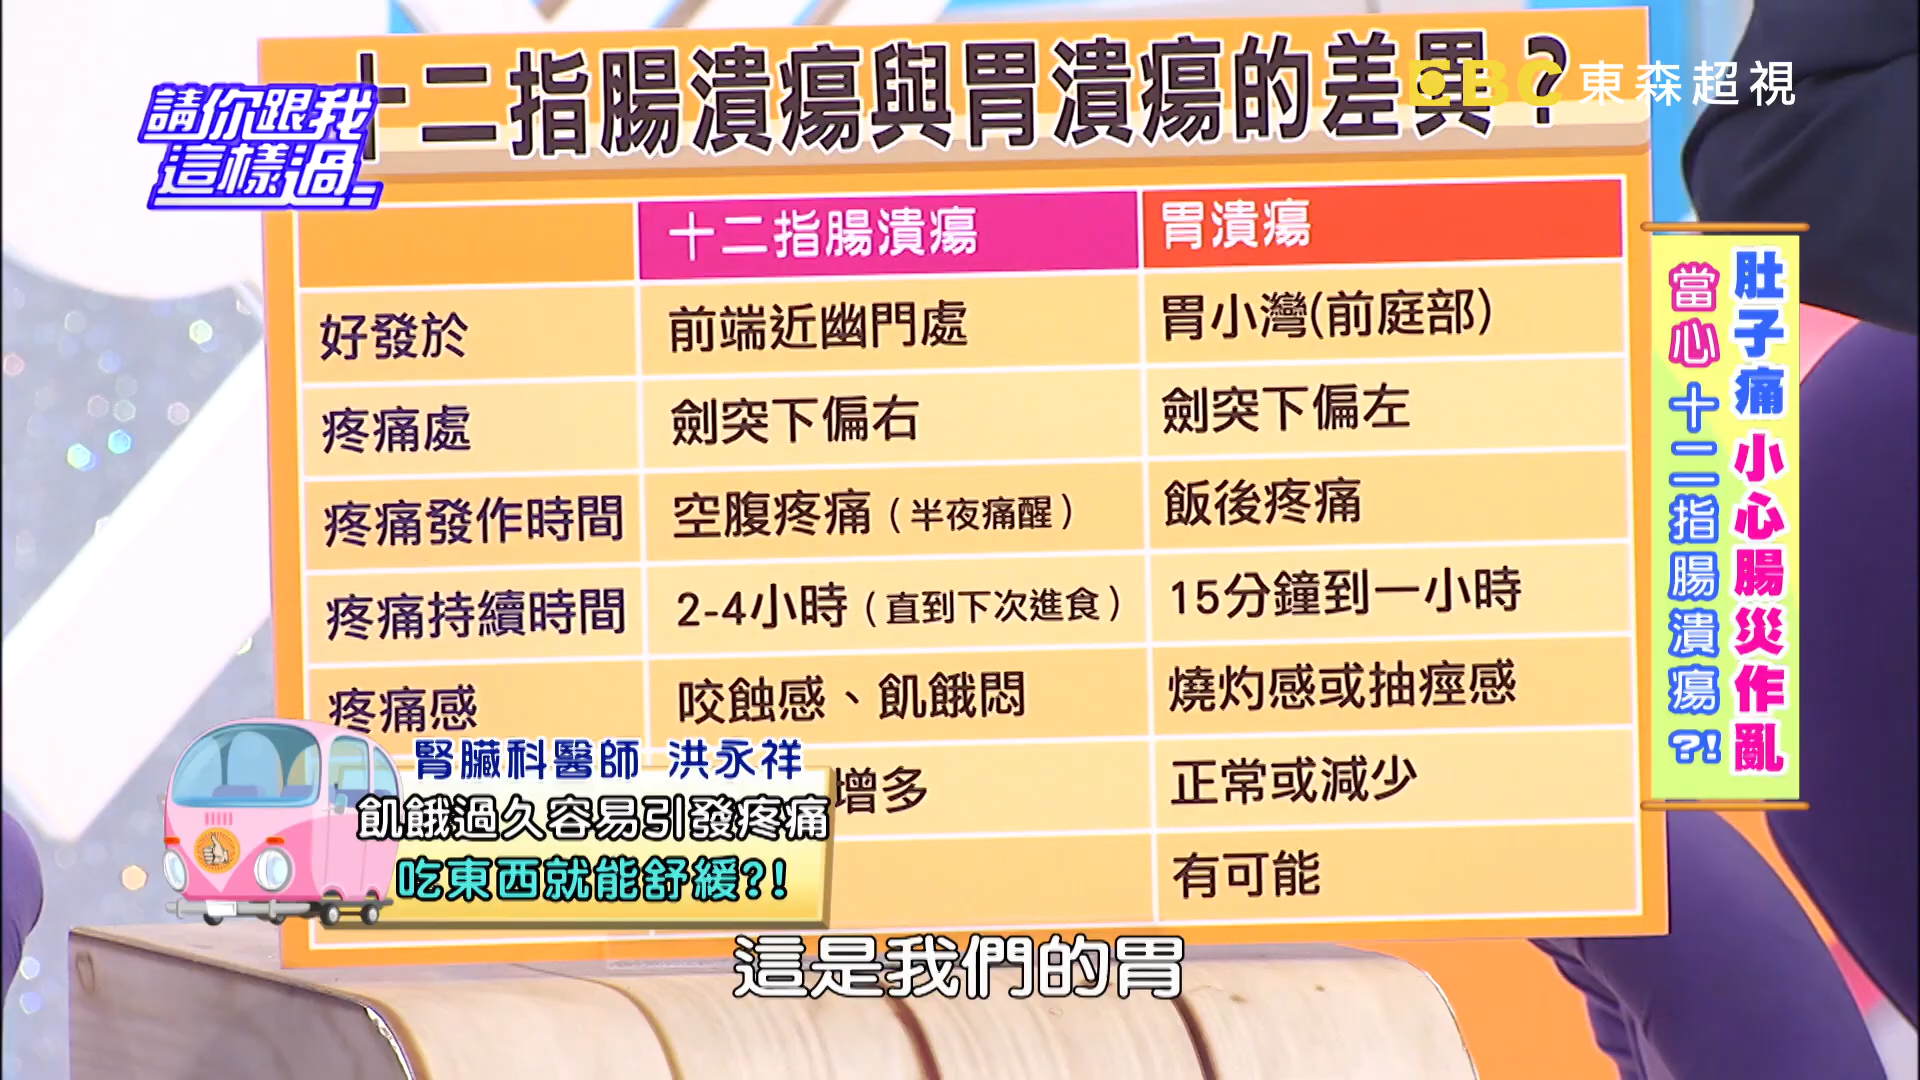 十二指腸潰瘍與胃潰瘍的差異?
EBC 東森超視
請你跟我
這樣過
十二指腸潰瘍 胃潰瘍
好發於 前端近幽門處 胃小灣(前庭部)
疼痛處 劍突下偏右 劍突下偏左
疼痛發作時間 空腹疼痛(半夜痛醒) 飯後疼痛
疼痛持續時間 2-4小時(直到下次進食) 15分鐘到一小時
疼痛感 咬蝕感、飢餓悶 燒灼感或抽痙感
增多 正常或減少
有可能
肚子痛 小心腸災作亂
當心十二指腸潰瘍?!
腎臟科醫師 洪永祥
飢餓過久容易引發疼痛
吃東西就能舒緩?!
這是我們的胃